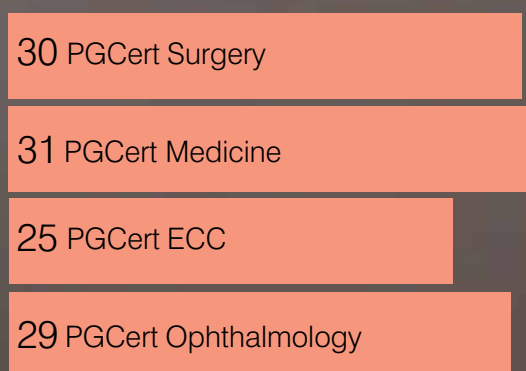 30 PGCert Surgery
31 PGCert Medicine
25 PGCert ECC
29 PGCert Ophthalmology